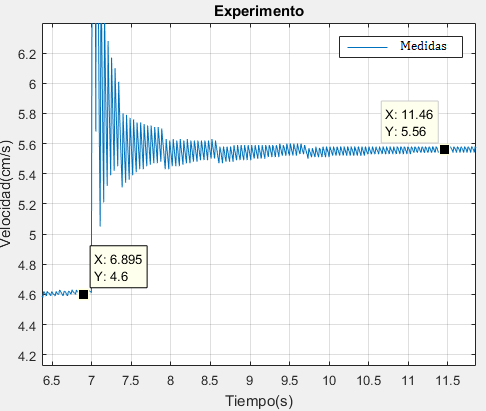 Experimento
Medidas
X: 11.46
Y: 5.56
X: 6.895
Y: 4.6
6.2
6
5.8
5.6
5.4
5.2
5
4.8
4.6
4.4
4.2
6.5 7 7.5 8 8.5 9 9.5 10 10.5 11 11.5
Velocidad(cm/s)
Tiempo(s)